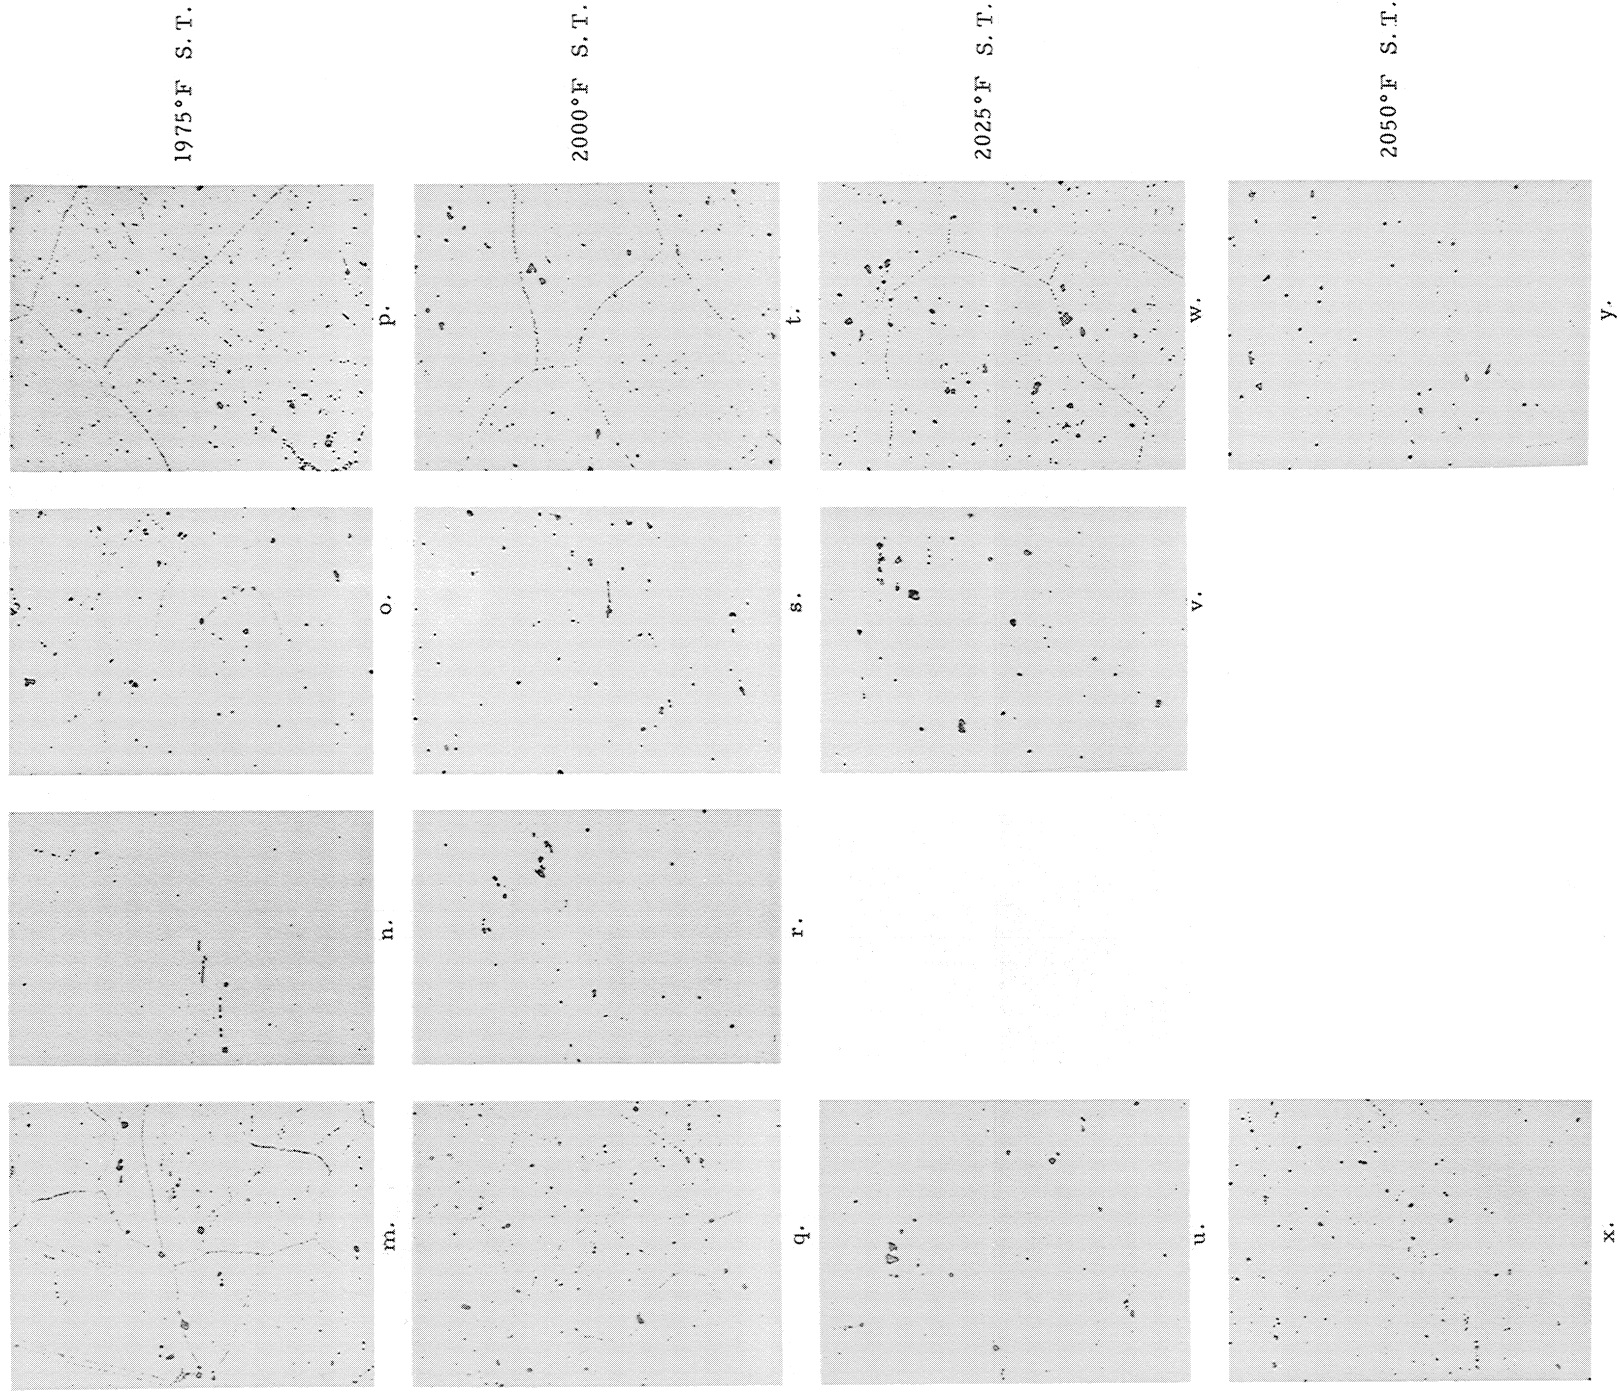 1975°F S. T.
m. n. o. p.
2000°F S. T.
q. r. s. t.
2025°F S. T.
u. v. w.
2050°F S. T.
x. y.